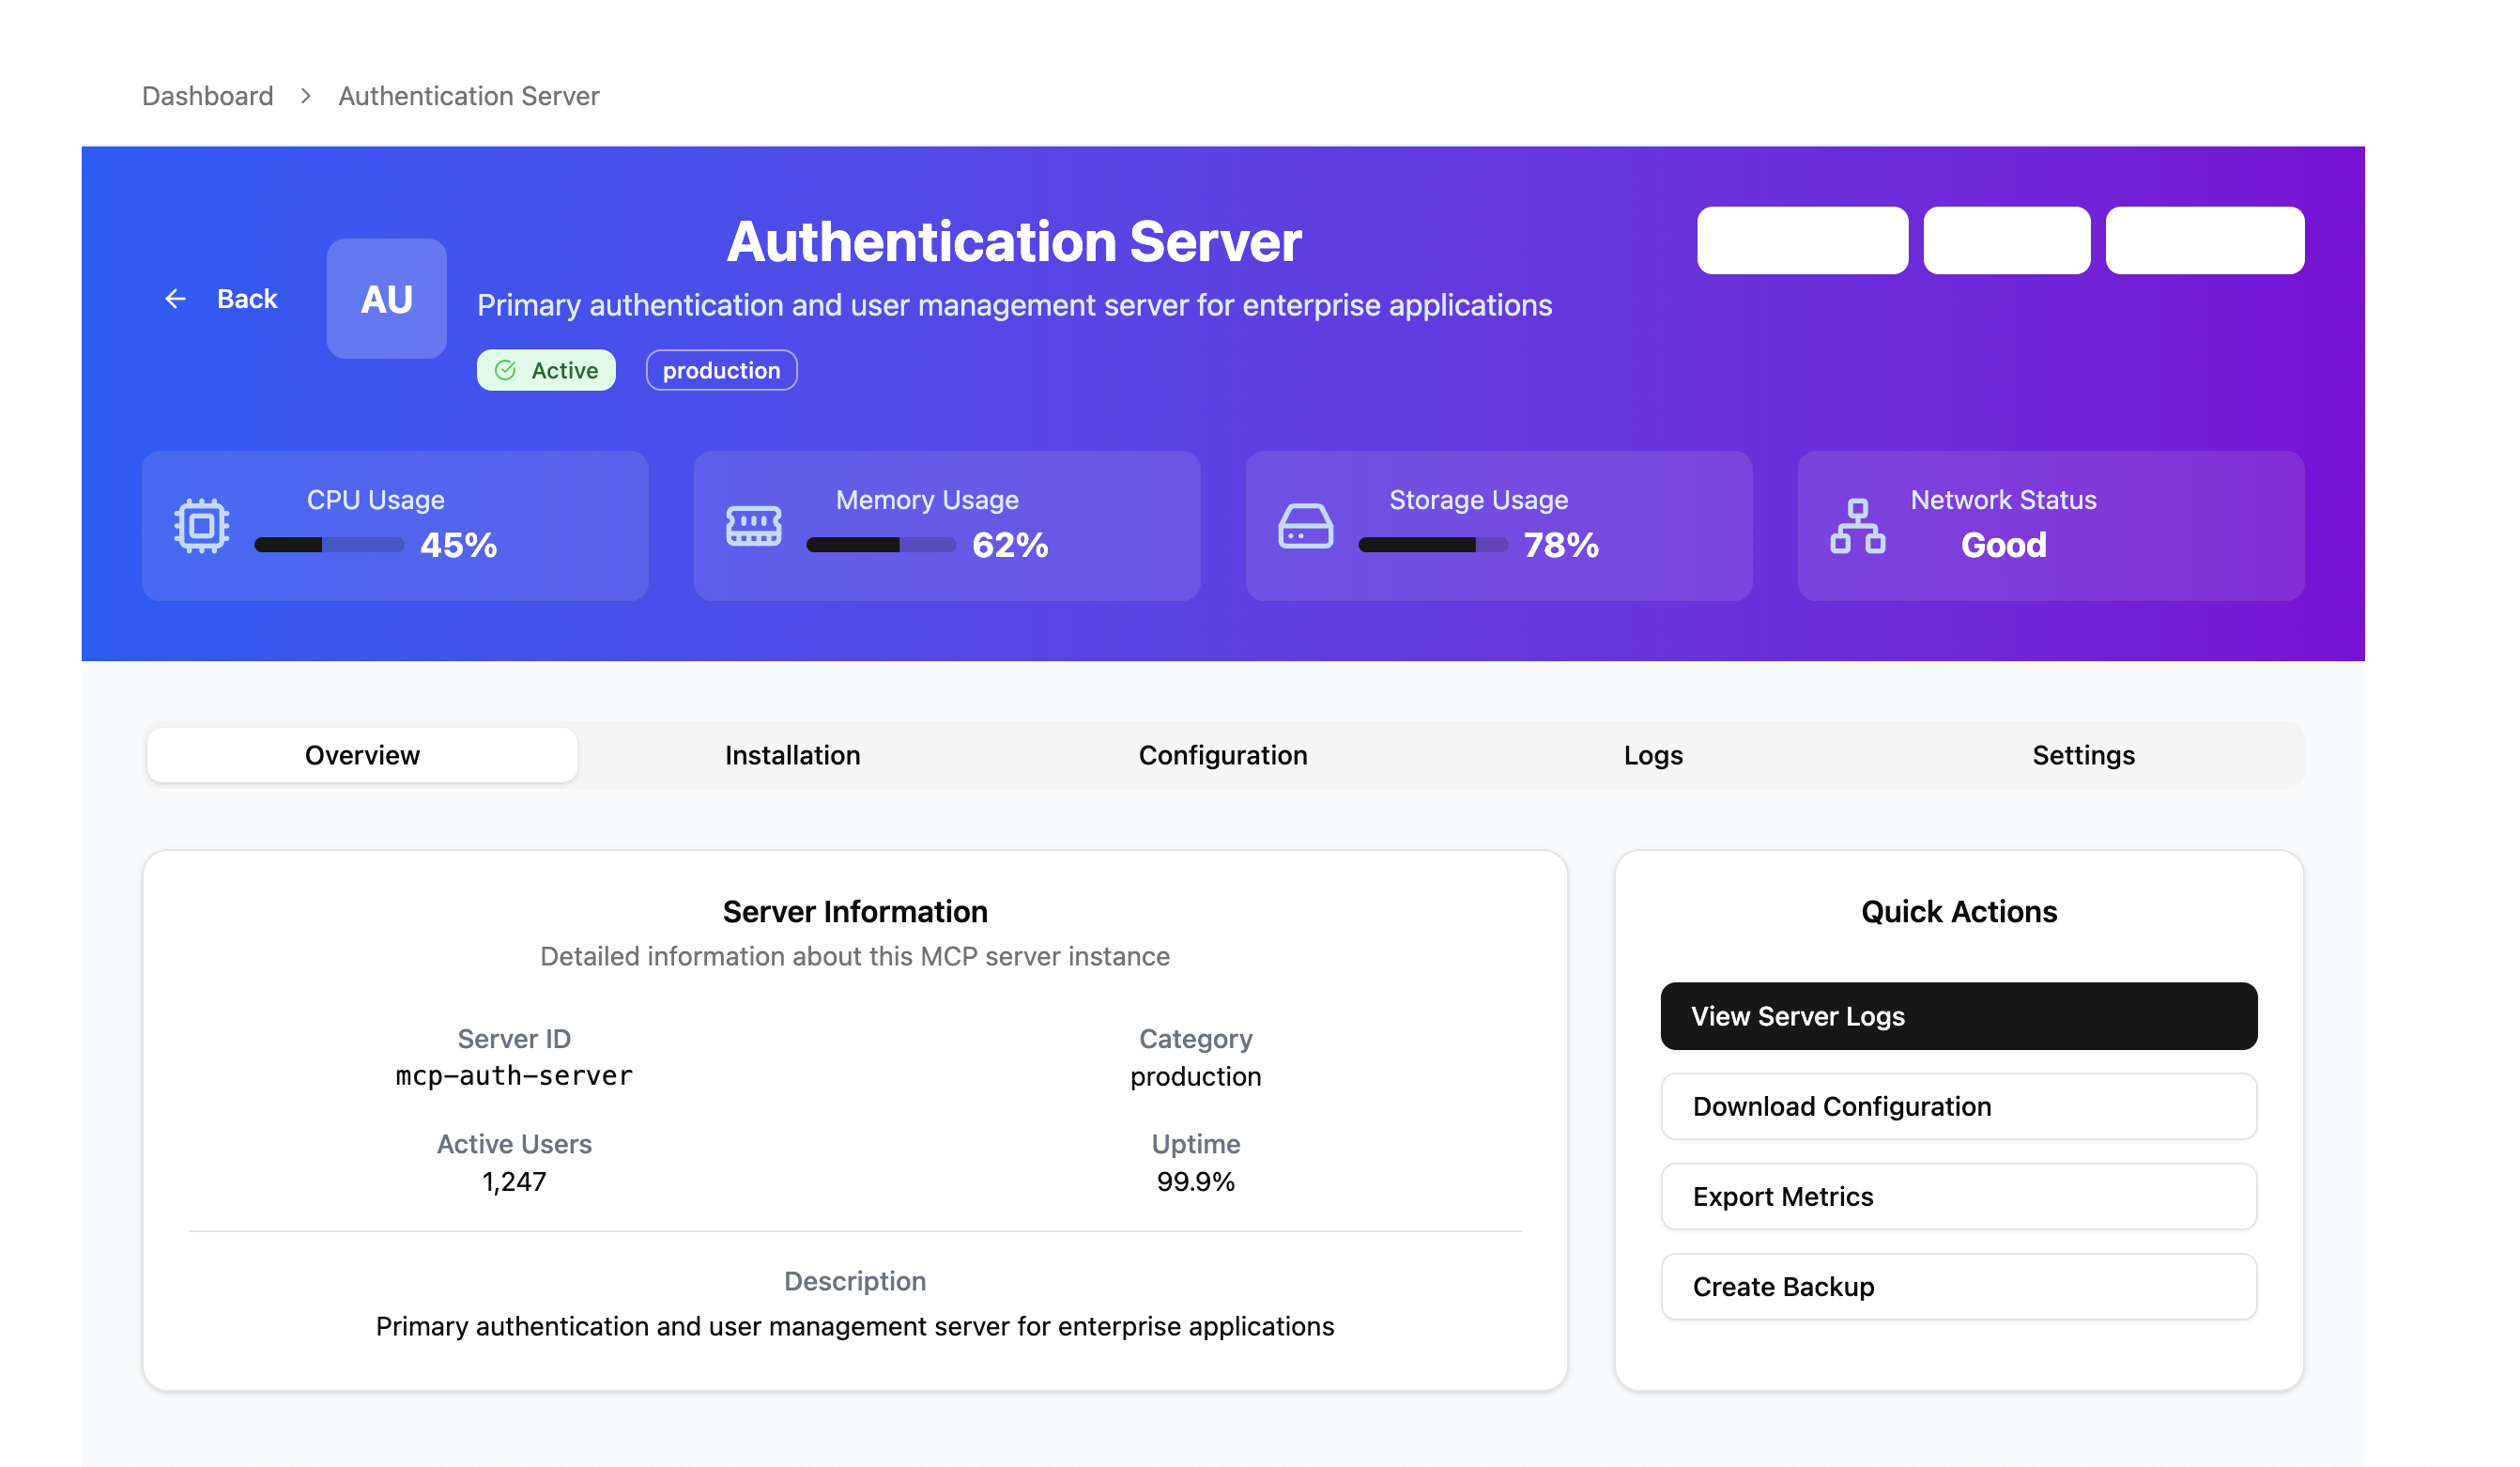 Dashboard > Authentication Server
Authentication Server
Back
AU
Primary authentication and user management server for enterprise applications
Active
production
CPU Usage
45%
Memory Usage
62%
Storage Usage
78%
Network Status
Good
Overview
Installation
Configuration
Logs
Settings
Server Information
Detailed information about this MCP server instance
Server ID
mcp-auth-server
Category
production
Active Users
1,247
Uptime
99.9%
Description
Primary authentication and user management server for enterprise applications
Quick Actions
View Server Logs
Download Configuration
Export Metrics
Create Backup